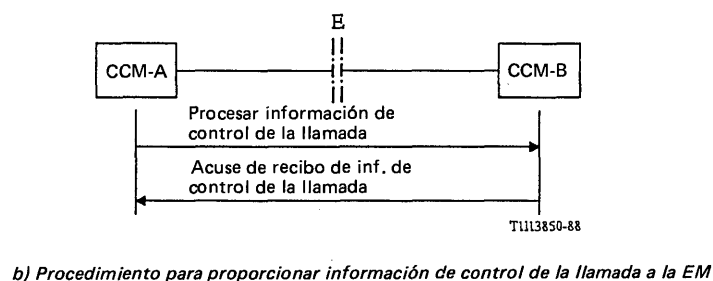 E
CCM-A
CCM-B
Procesar información de
control de la llamada
Acuse de recibo de inf. de
control de la llamada
T1113850-88
b) Procedimiento para proporcionar información de control de la llamada a la EM